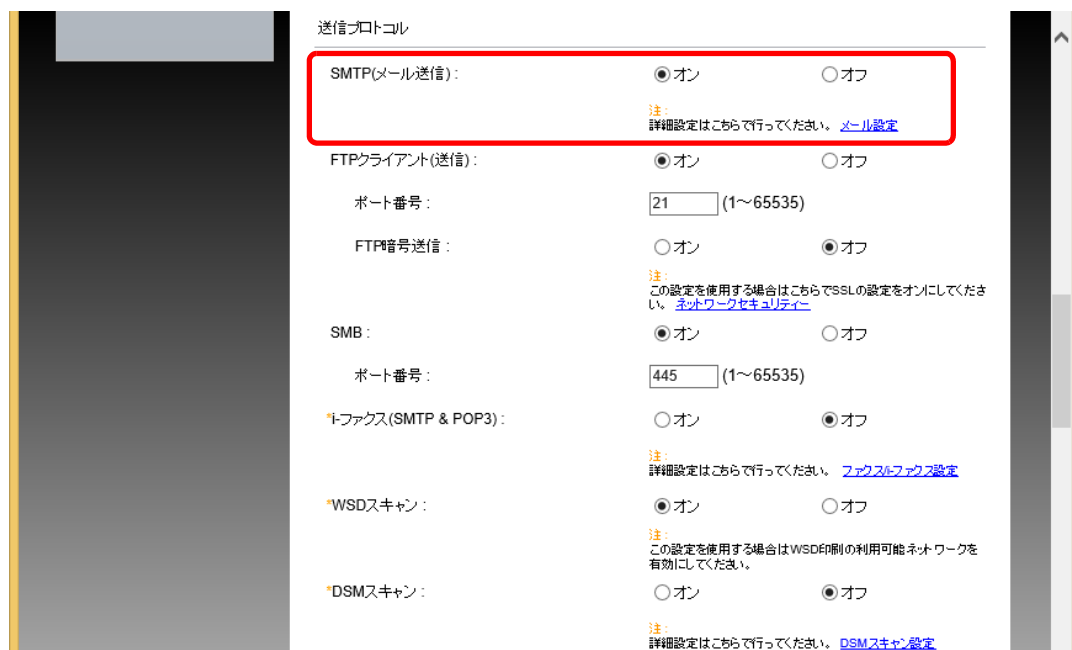 送信プロトコル
SMTP(メール送信) : オン オフ
注 :
詳細設定はこちらで行ってください。 メール設定
FTPクライアント(送信) : オン オフ
ポート番号 : 21 (1～65535)
FTP暗号送信 : オン オフ
注 :
この設定を使用する場合はこちらでSSLの設定をオンにしてくださ
い。 ネットワークセキュリティー
SMB : オン オフ
ポート番号 : 445 (1～65535)
*i-ファクス(SMTP & POP3) : オン オフ
注 :
詳細設定はこちらで行ってください。 ファクス/i-ファクス設定
*WSDスキャン : オン オフ
注 :
この設定を使用する場合はWSD印刷の利用可能ネットワークを
有効にしてください。
*DSMスキャン : オン オフ
注 :
詳細設定はこちらで行ってください。 DSMスキャン設定